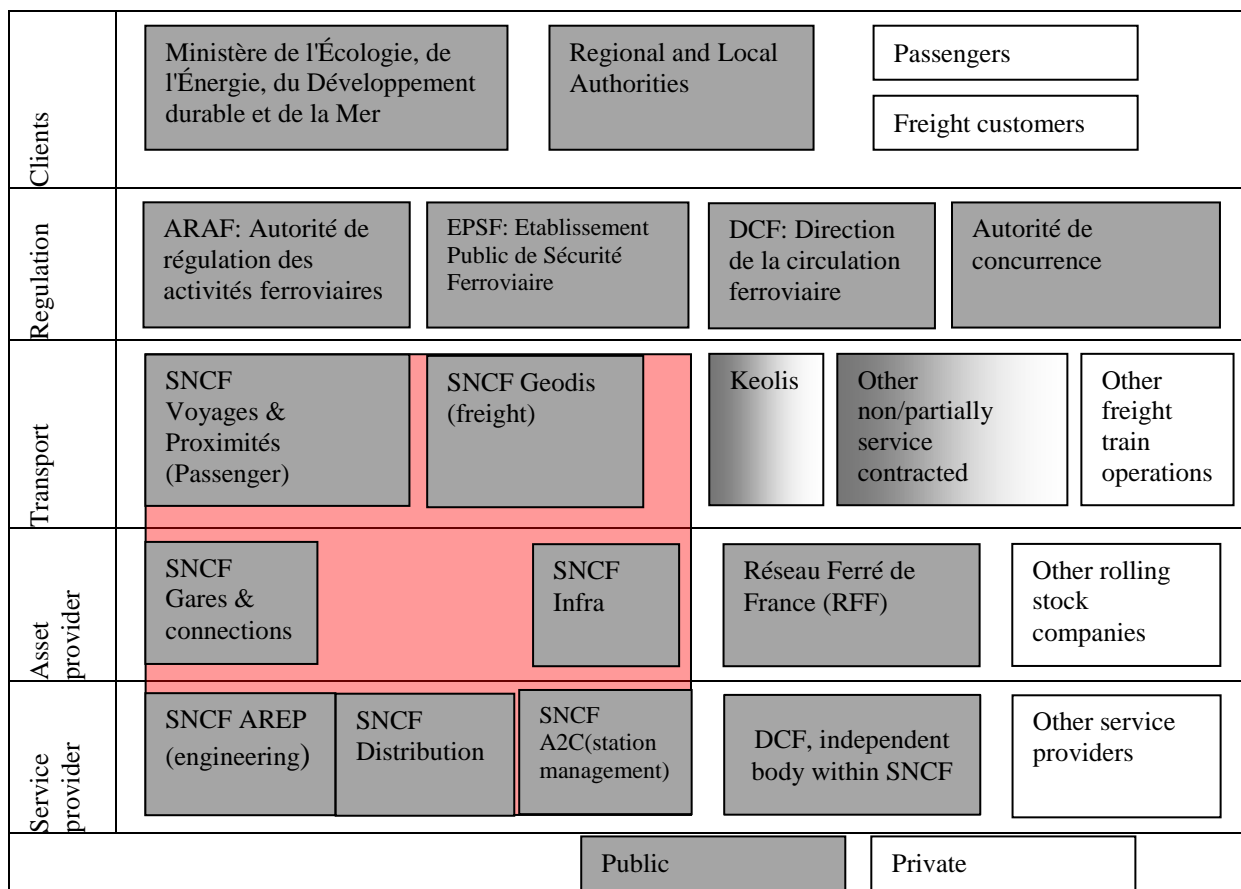 Clients
Ministère de l'Écologie, de
l'Énergie, du Développement
durable et de la Mer
Regional and Local
Authorities
Passengers
Freight customers
Regulation
ARAF: Autorité de
régulation des
activités ferroviaires
EPSF: Etablissement
Public de Sécurité
Ferroviaire
DCF: Direction
de la circulation
ferroviaire
Autorité de
concurrence
Transport
SNCF
Voyages &
Proximités
(Passenger)
SNCF Geodis
(freight)
Keolis
Other
non/partially
service
contracted
Other
freight
train
operations
Asset
provider
SNCF
Gares &
connections
SNCF
Infra
Réseau Ferré de
France (RFF)
Other rolling
stock
companies
Service
provider
SNCF AREP
(engineering)
SNCF
Distribution
SNCF
A2C(station
management)
DCF, independent
body within SNCF
Other service
providers
Public
Private